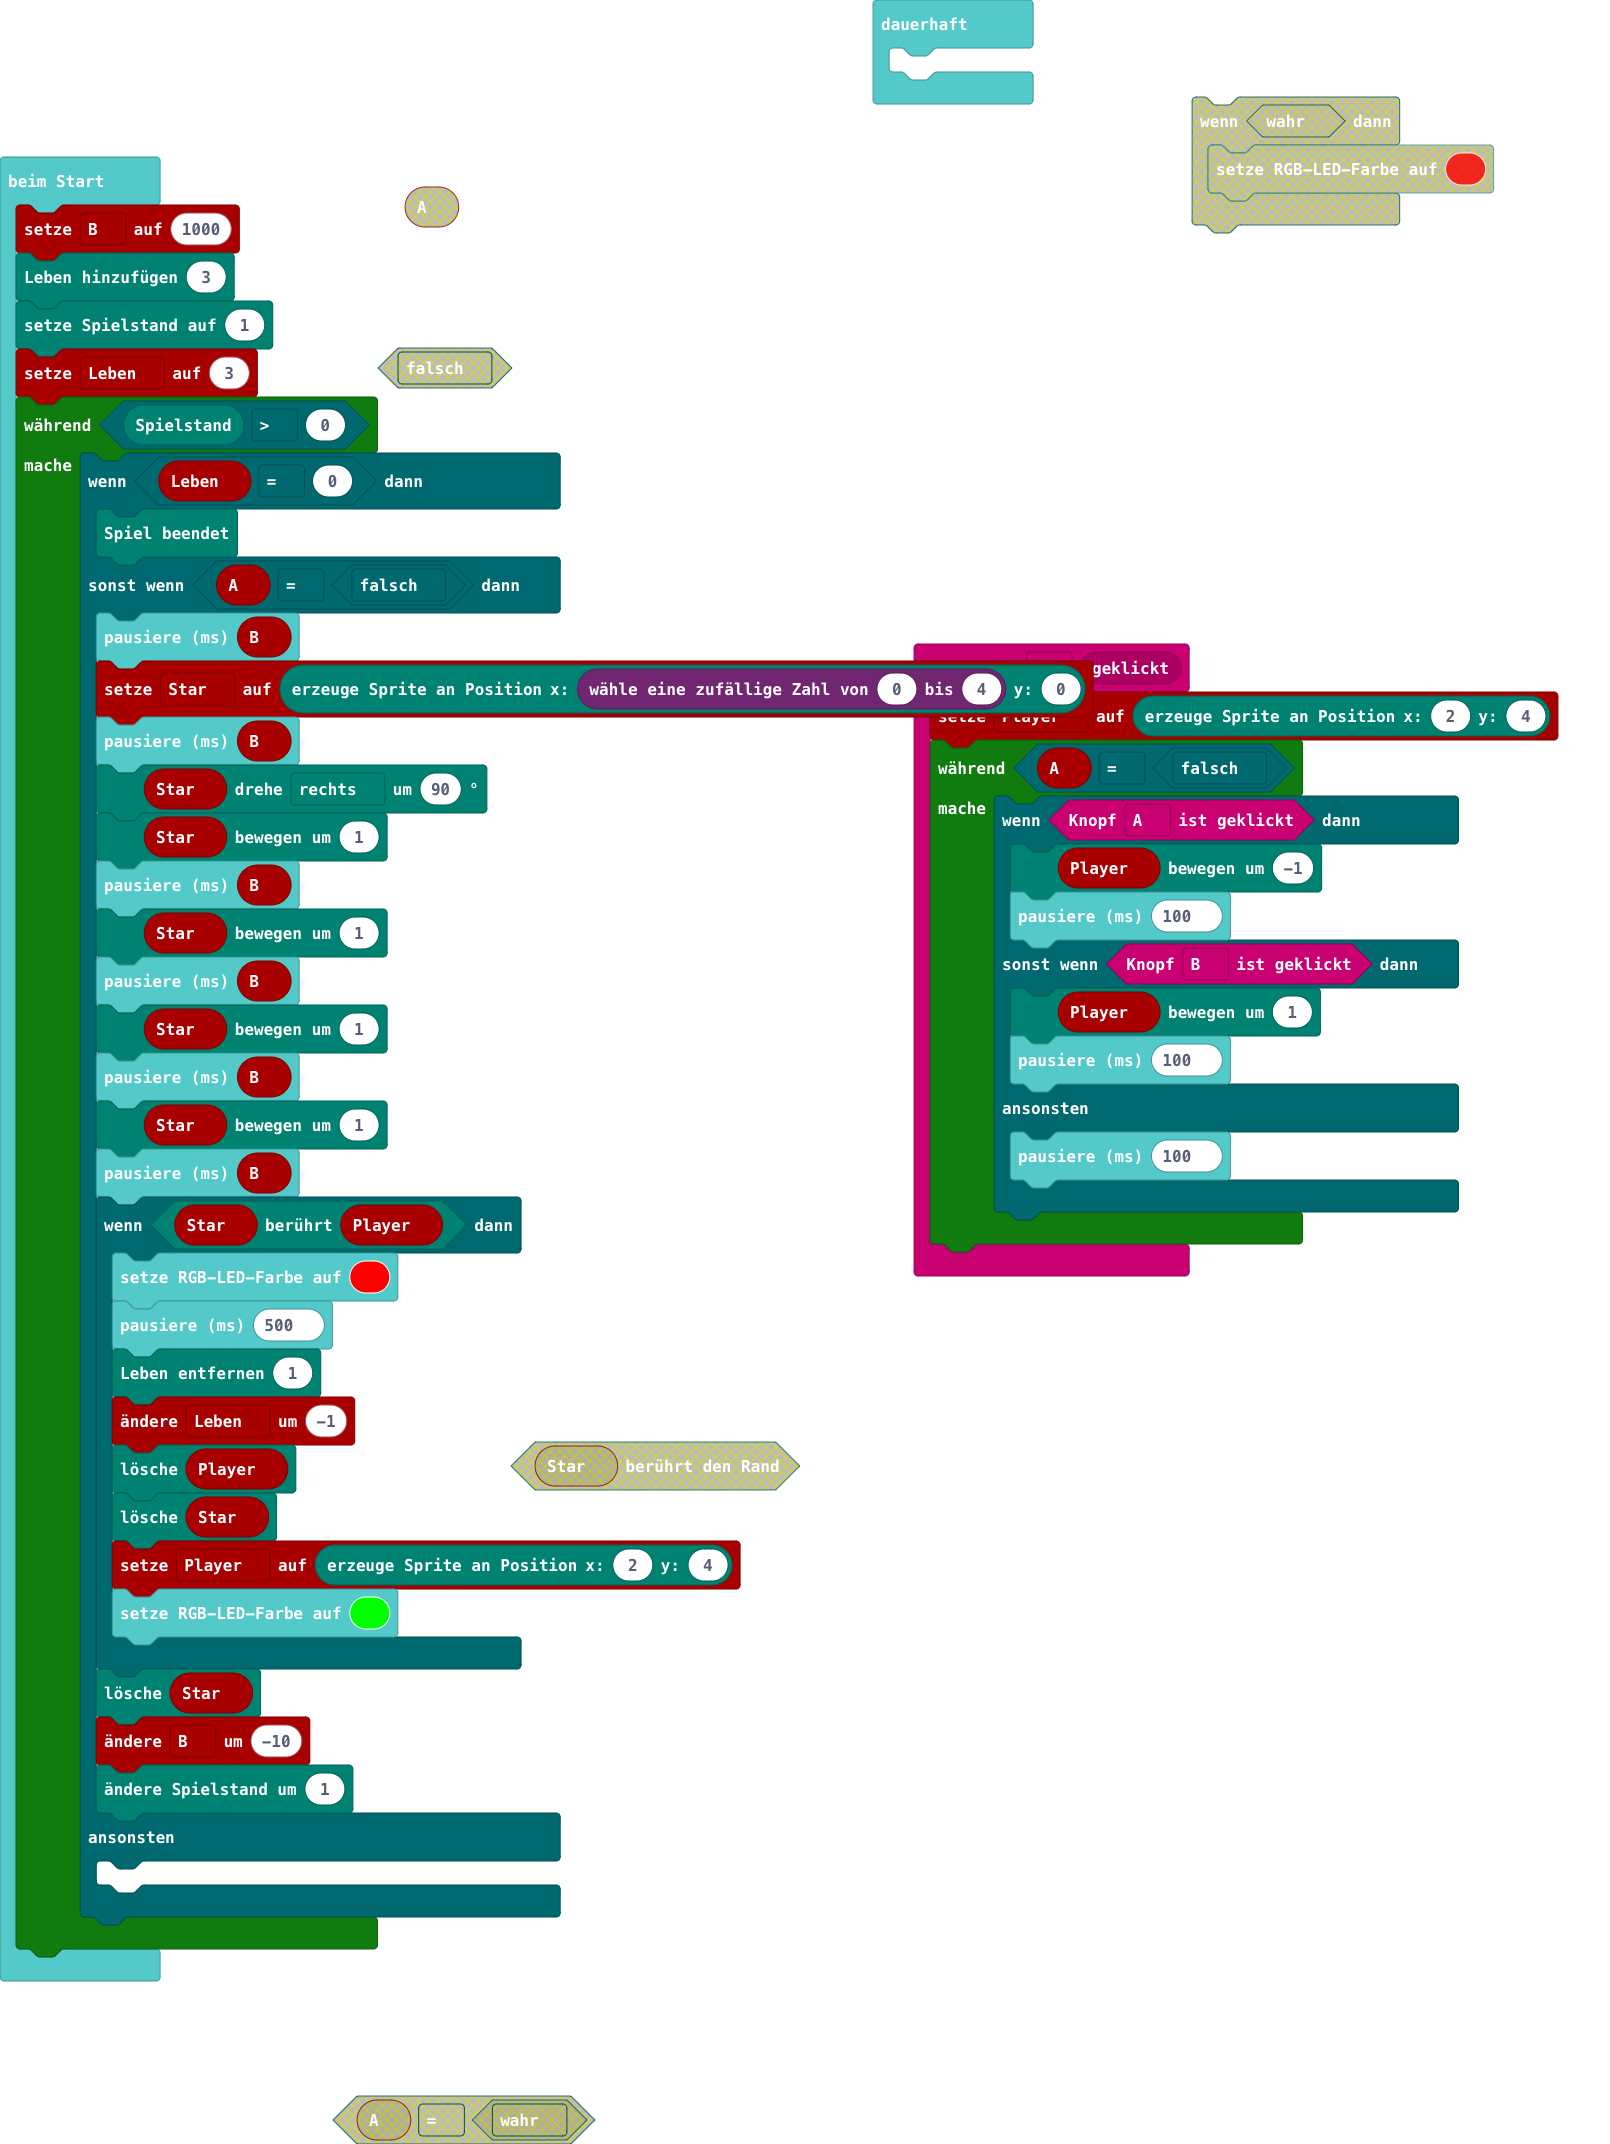 dauerhaft
wenn wahr dann
setze RGB-LED-Farbe auf
beim Start
setze B auf 1000
Leben hinzufügen 3
setze Spielstand auf 1
setze Leben auf 3
während Spielstand > 0
mache
wenn Leben = 0 dann
Spiel beendet
sonst wenn A = falsch dann
pausiere (ms) B
setze Star auf erzeuge Sprite an Position x: wähle eine zufällige Zahl von 0 bis 4 y: 0
pausiere (ms) B
Star drehe rechts um 90 °
Star bewegen um 1
pausiere (ms) B
Star bewegen um 1
pausiere (ms) B
Star bewegen um 1
pausiere (ms) B
Star bewegen um 1
pausiere (ms) B
wenn Star berührt Player dann
setze RGB-LED-Farbe auf
pausiere (ms) 500
Leben entfernen 1
ändere Leben um -1
lösche Player
lösche Star
setze Player auf erzeuge Sprite an Position x: 2 y: 4
setze RGB-LED-Farbe auf
lösche Star
ändere B um -10
ändere Spielstand um 1
ansonsten
A
falsch
geklickt
setze Player auf erzeuge Sprite an Position x: 2 y: 4
während A = falsch
mache
wenn Knopf A ist geklickt dann
Player bewegen um -1
pausiere (ms) 100
sonst wenn Knopf B ist geklickt dann
Player bewegen um 1
pausiere (ms) 100
ansonsten
pausiere (ms) 100
Star berührt den Rand
A = wahr